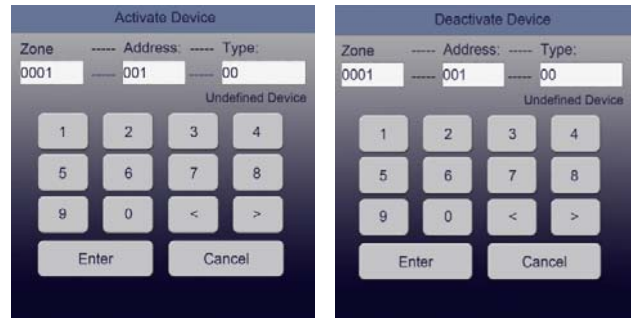 Activate Device
Zone ----- Address: ----- Type:
0001 ----- 001 ----- 00
Undefined Device
1 2 3 4
5 6 7 8
9 0 < >
Enter Cancel
Deactivate Device
Zone ----- Address: ----- Type:
0001 ----- 001 ----- 00
Undefined Device
1 2 3 4
5 6 7 8
9 0 < >
Enter Cancel